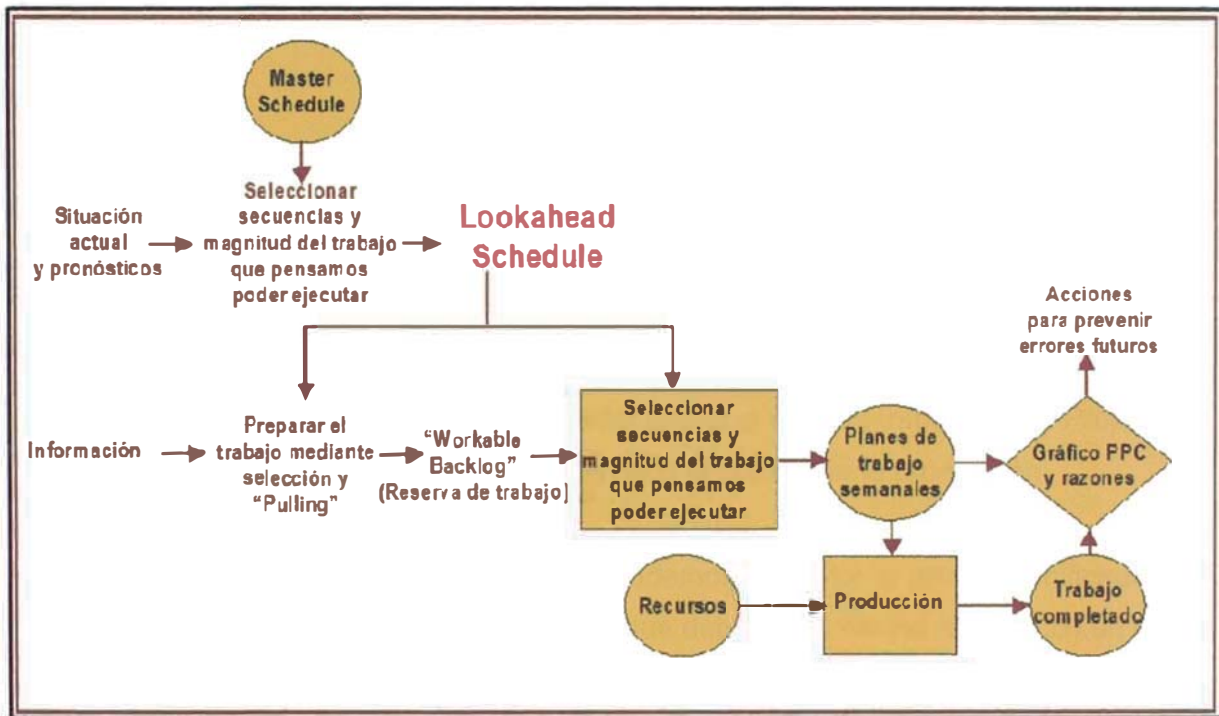 Master
Schedule
Seleccionar
secuencias y
magnitud del trabajo
que pensamos
poder ejecutar
Situación
actual
y pronósticos
Lookahead
Schedule
Acciones
para prevenir
errores futuros
Información
Preparar el
trabajo mediante
selección y
"Pulling"
"Workable
Backlog"
(Reserva de trabajo)
Seleccionar
secuencias y
magnitud del trabajo
que pensamos
poder ejecutar
Planes de
trabajo
semanales
Gráfico PPC
y razones
Recursos
Producción
Trabajo
completado